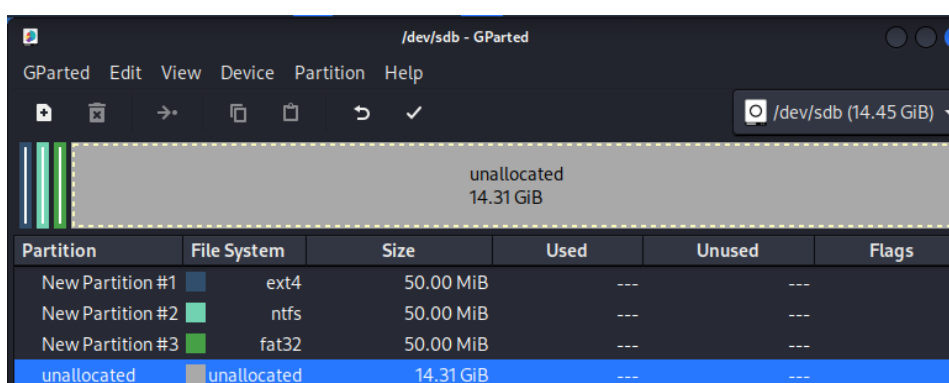 /dev/sdb - GParted
GParted Edit View Device Partition Help
/dev/sdb (14.45 GiB)
unallocated
14.31 GiB
Partition File System Size Used Unused Flags
New Partition #1 ext4 50.00 MiB --- ---
New Partition #2 ntfs 50.00 MiB --- ---
New Partition #3 fat32 50.00 MiB --- ---
unallocated unallocated 14.31 GiB --- ---